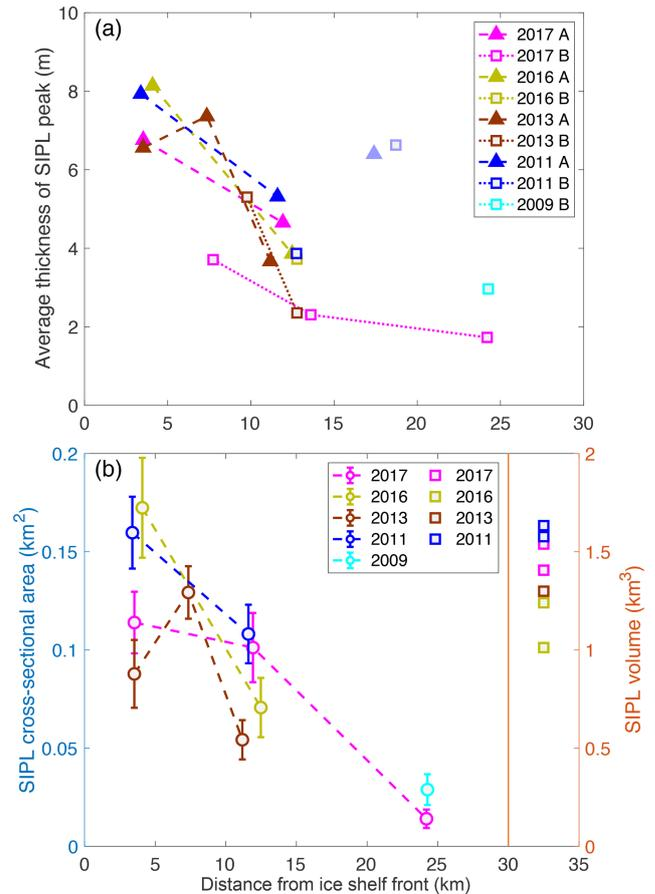 (a)
Average thickness of SIPL peak (m)
10
8
6
4
2
0
0 5 10 15 20 25 30
2017 A
2017 B
2016 A
2016 B
2013 A
2013 B
2011 A
2011 B
2009 B
(b)
SIPL cross-sectional area (km²)
0.2
0.15
0.1
0.05
0
2017 2017
2016 2016
2013 2013
2011 2011
2009
2
1.5
1
0.5
0
SIPL volume (km³)
0 5 10 15 20 25 30 35
Distance from ice shelf front (km)